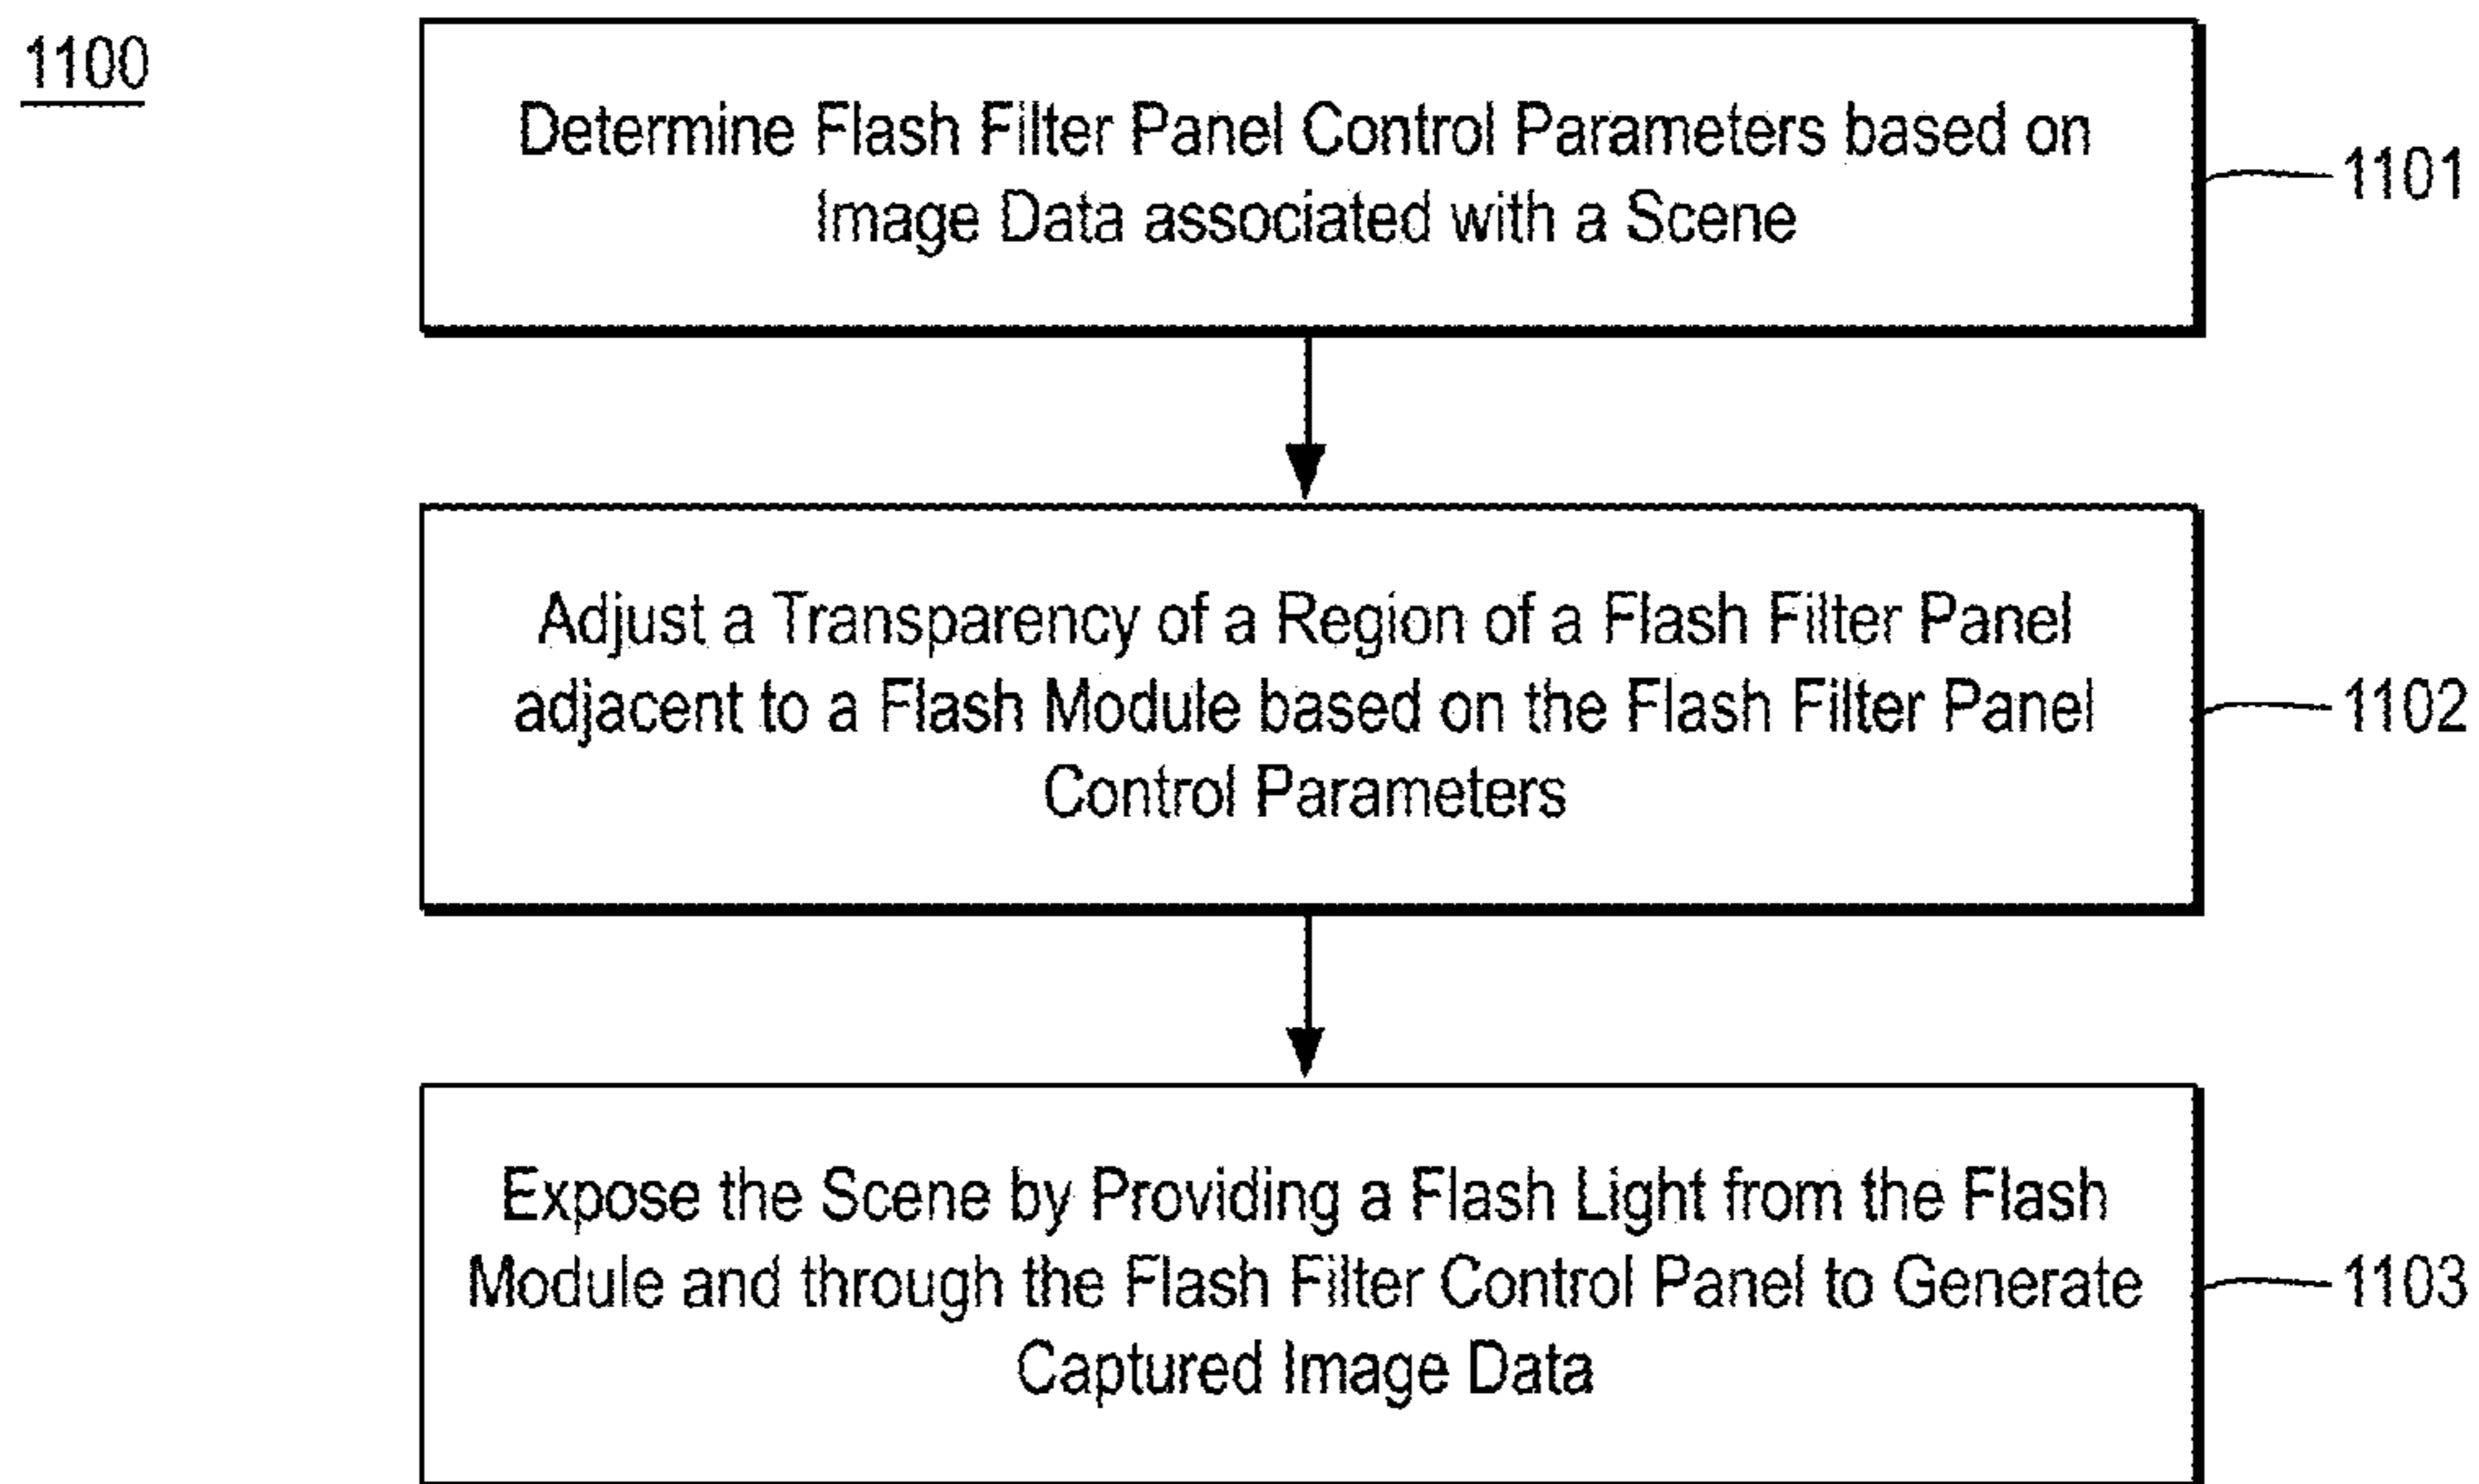 1100
Determine Flash Filter Panel Control Parameters based on
Image Data associated with a Scene
1101
Adjust a Transparency of a Region of a Flash Filter Panel
adjacent to a Flash Module based on the Flash Filter Panel
Control Parameters
1102
Expose the Scene by Providing a Flash Light from the Flash
Module and through the Flash Filter Control Panel to Generate
Captured Image Data
1103